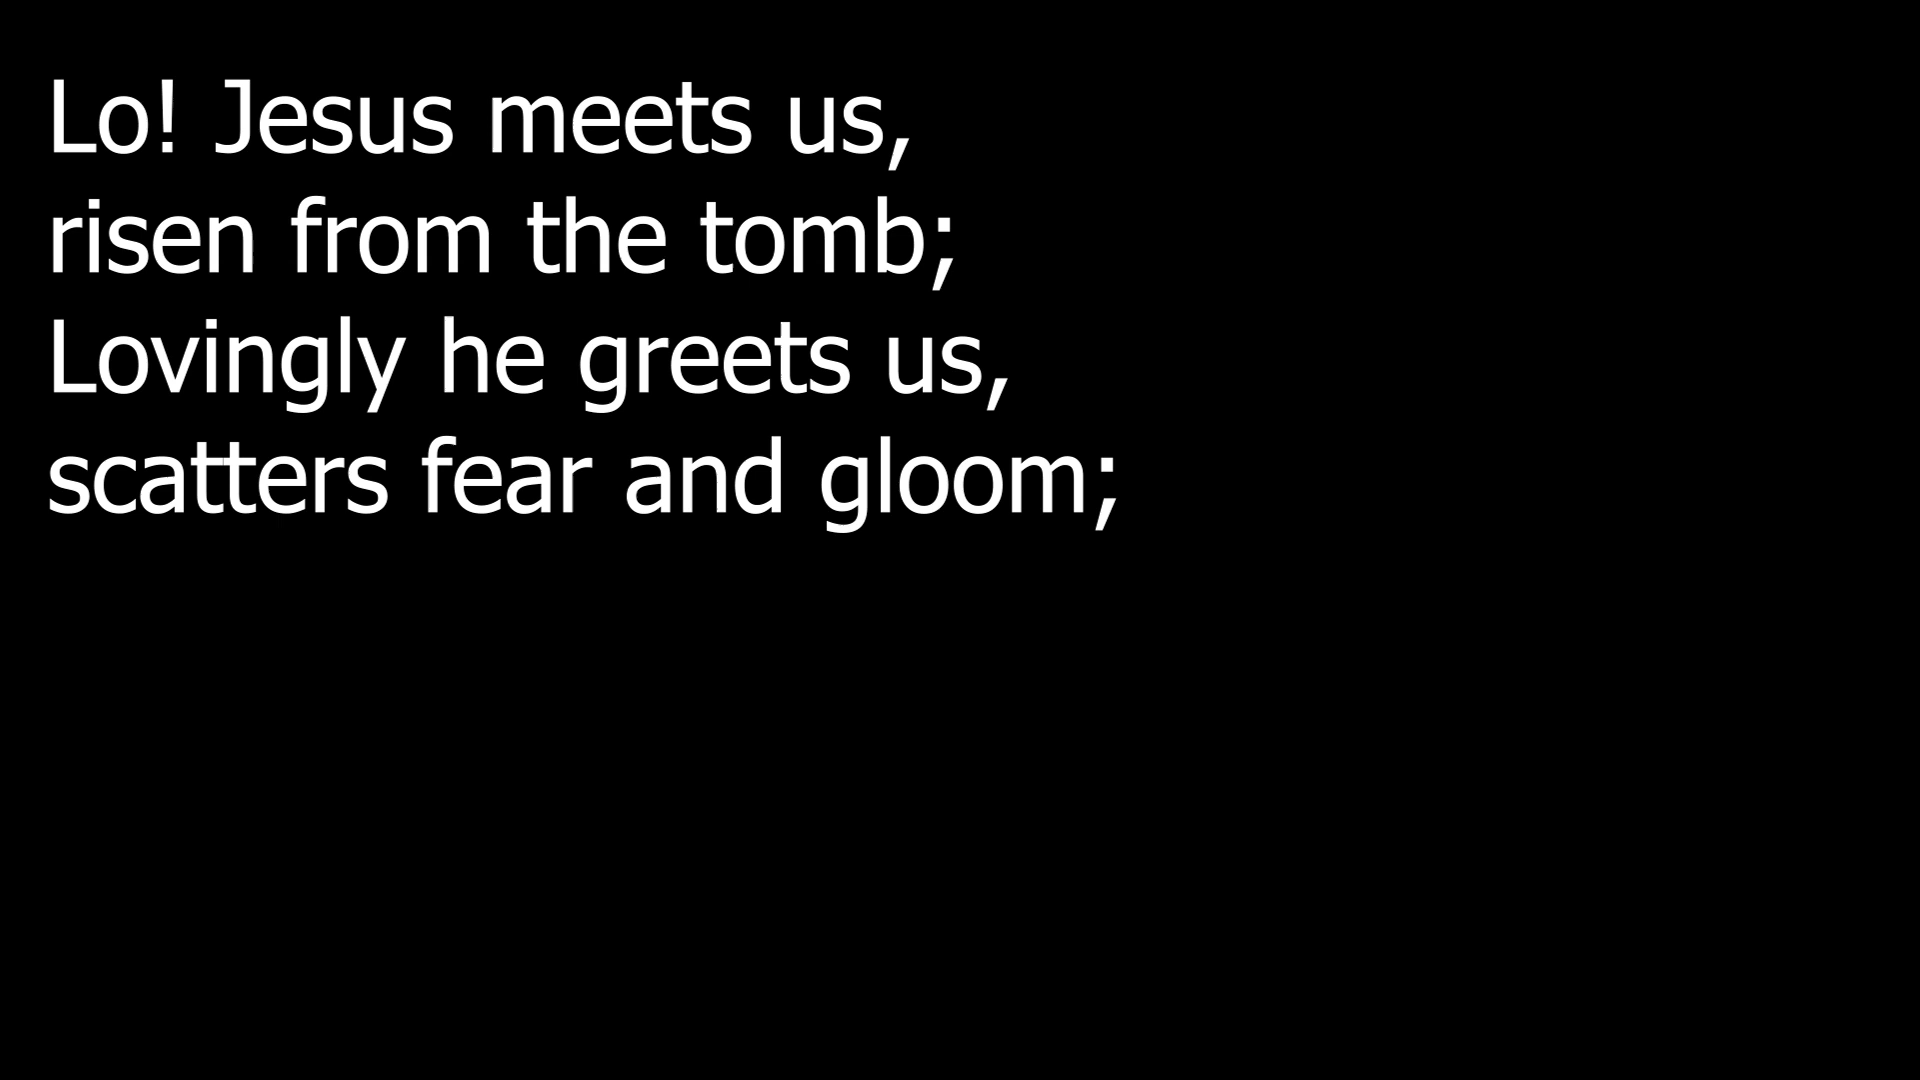 Lo! Jesus meets us,
risen from the tomb;
Lovingly he greets us,
scatters fear and gloom;